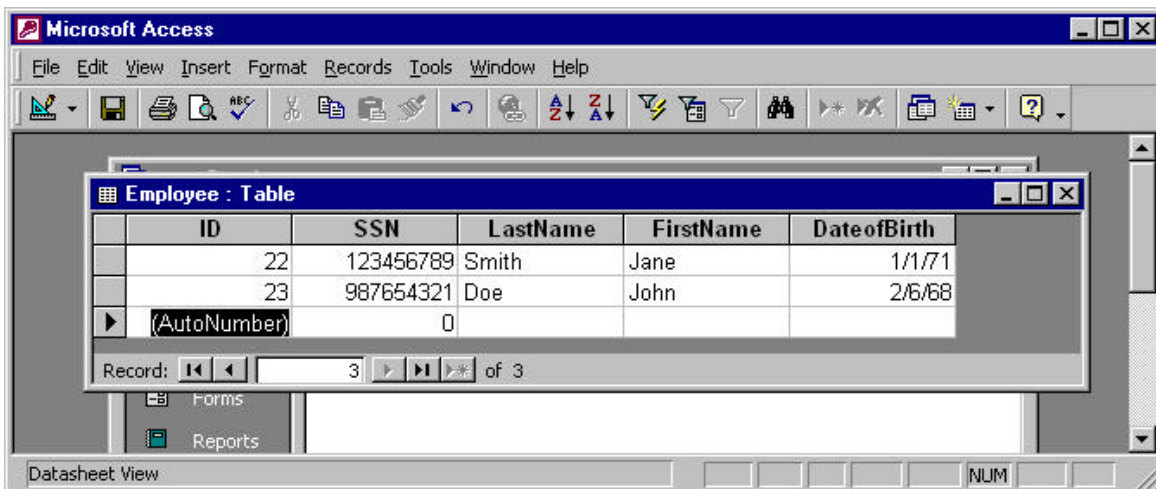 Microsoft Access
File Edit View Insert Format Records Tools Window Help
ABC A Z Z A
Employee : Table
ID SSN LastName FirstName DateofBirth
22 123456789 Smith Jane 1/1/71
23 987654321 Doe John 2/6/68
(AutoNumber) 0
Record: 3 of 3
Forms
Reports
Datasheet View NUM